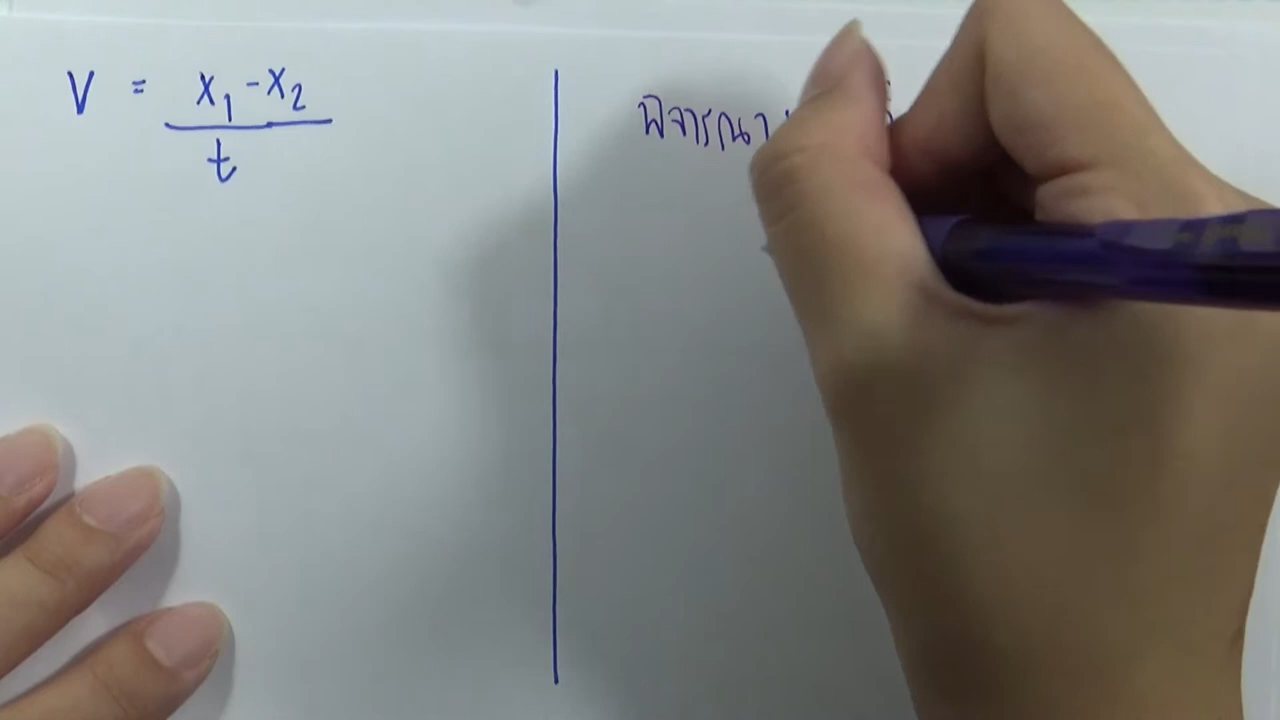 V = x₁ - x₂
t
พิจารณา